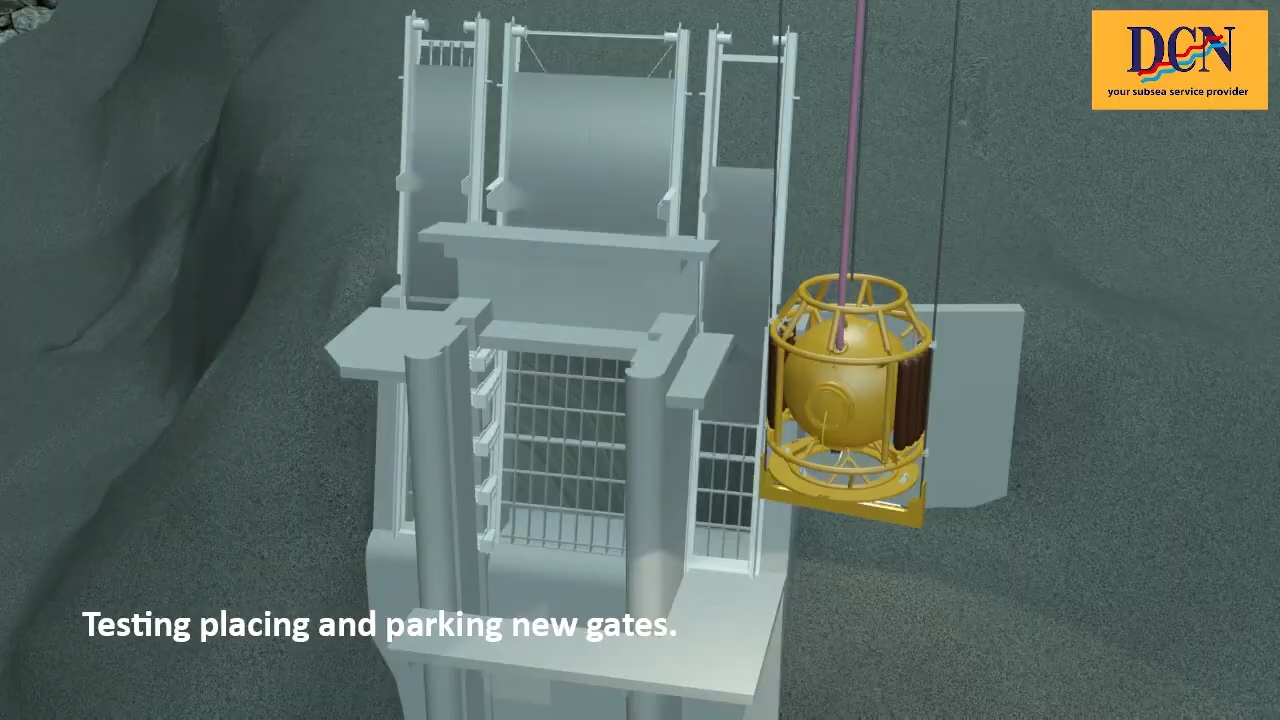 DCN
your subsea service provider
Testing placing and parking new gates.